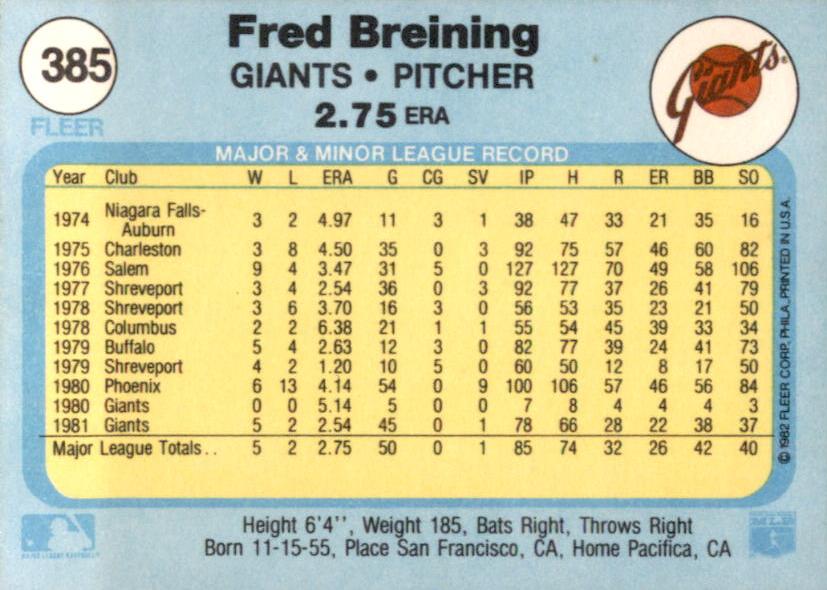 385
Fred Breining
GIANTS • PITCHER
2.75 ERA
Giants.
FLEER
MAJOR & MINOR LEAGUE RECORD
Year Club W L ERA G CG SV IP H R ER BB SO
1974 Niagara Falls-
Auburn 3 2 4.97 11 3 1 38 47 33 21 35 16
1975 Charleston 3 8 4.50 35 0 3 92 75 57 46 60 82
1976 Salem 9 4 3.47 31 5 0 127 127 70 49 58 106
1977 Shreveport 3 4 2.54 36 0 3 92 77 37 26 41 79
1978 Shreveport 3 6 3.70 16 3 0 56 53 35 23 21 50
1978 Columbus 2 2 6.38 21 1 1 55 54 45 39 33 34
1979 Buffalo 5 4 2.63 12 3 0 82 77 39 24 41 73
1979 Shreveport 4 2 1.20 10 5 0 60 50 12 8 17 50
1980 Phoenix 6 13 4.14 54 0 9 100 106 57 46 56 84
1980 Giants 0 0 5.14 5 0 0 7 8 4 4 4 3
1981 Giants 5 2 2.54 45 0 1 78 66 28 22 38 37
Major League Totals.. 5 2 2.75 50 0 1 85 74 32 26 42 40
© 1982 FLEER CORP. PHILA. PRINTED IN U.S.A.
Height 6'4'', Weight 185, Bats Right, Throws Right
Born 11-15-55, Place San Francisco, CA, Home Pacifica, CA